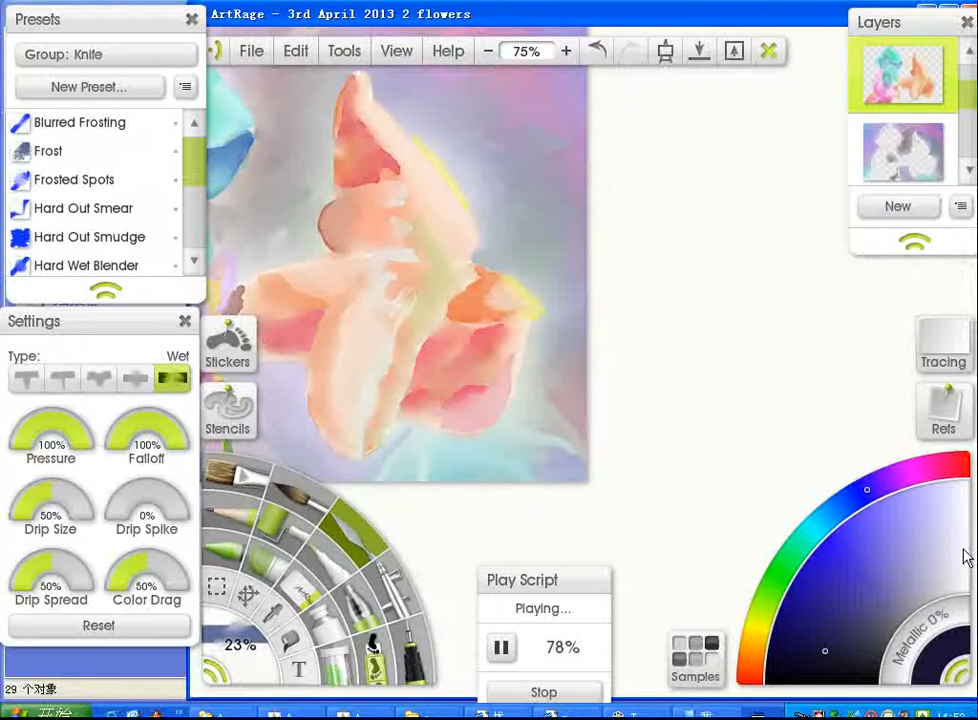 Presets
ArtRage - 3rd April 2013 2 flowers
Layers
Group: Knife
File Edit Tools View Help - 75% +
New Preset...
Blurred Frosting
Frost
Frosted Spots
Hard Out Smear
New
Hard Out Smudge
Hard Wet Blender
Settings
Type: Wet
Stickers
Tracing
Stencils
Refs
100% 100%
Pressure Falloff
50% 0%
Drip Size Drip Spike
50% 50%
Drip Spread Color Drag
Reset
Play Script
Playing...
78%
Stop
23%
T
Samples
Metallic 0%
29 个对象
开始